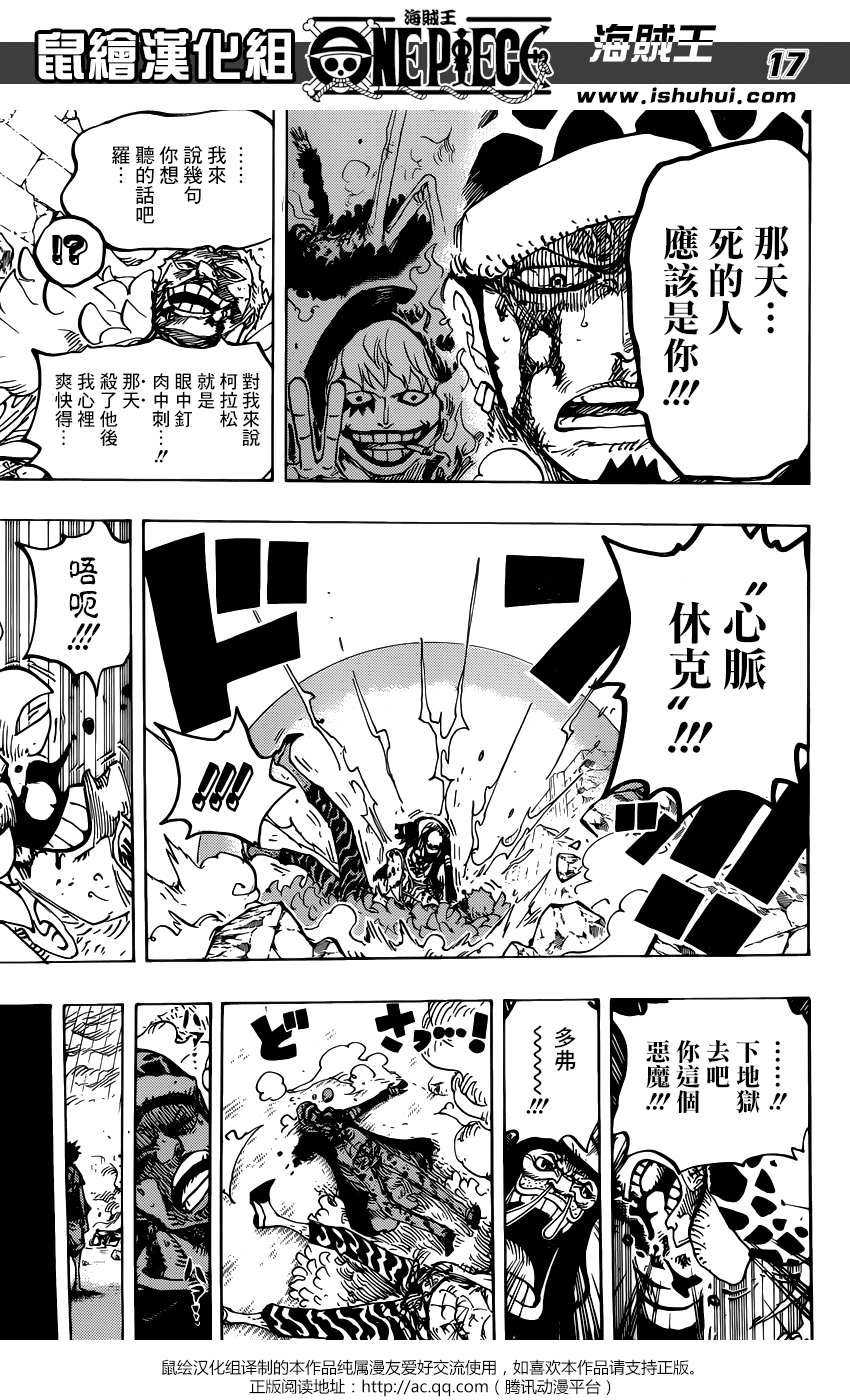 鼠繪漢化組
海賊王
ONE PIECE
海賊王
17
www.ishuhui.com
那天…
死的人
應該是你!!!
……
我來
說幾句
你想
聽的話吧
羅…
!?
對我來說
柯拉松
就是
眼中釘
肉中刺…!!
那天
殺了他後
我心裡
爽快得…
“心脈
休克”!!!
ドン
!!
!!!!
唔
呃
!!!
……!!
下地獄
去吧
你這個
惡魔!!!
多弗
~~~~!!!
どさっ…!
鼠绘汉化组译制的本作品纯属漫友爱好交流使用，如喜欢本作品请支持正版。
正版阅读地址：http://ac.qq.com（腾讯动漫平台）